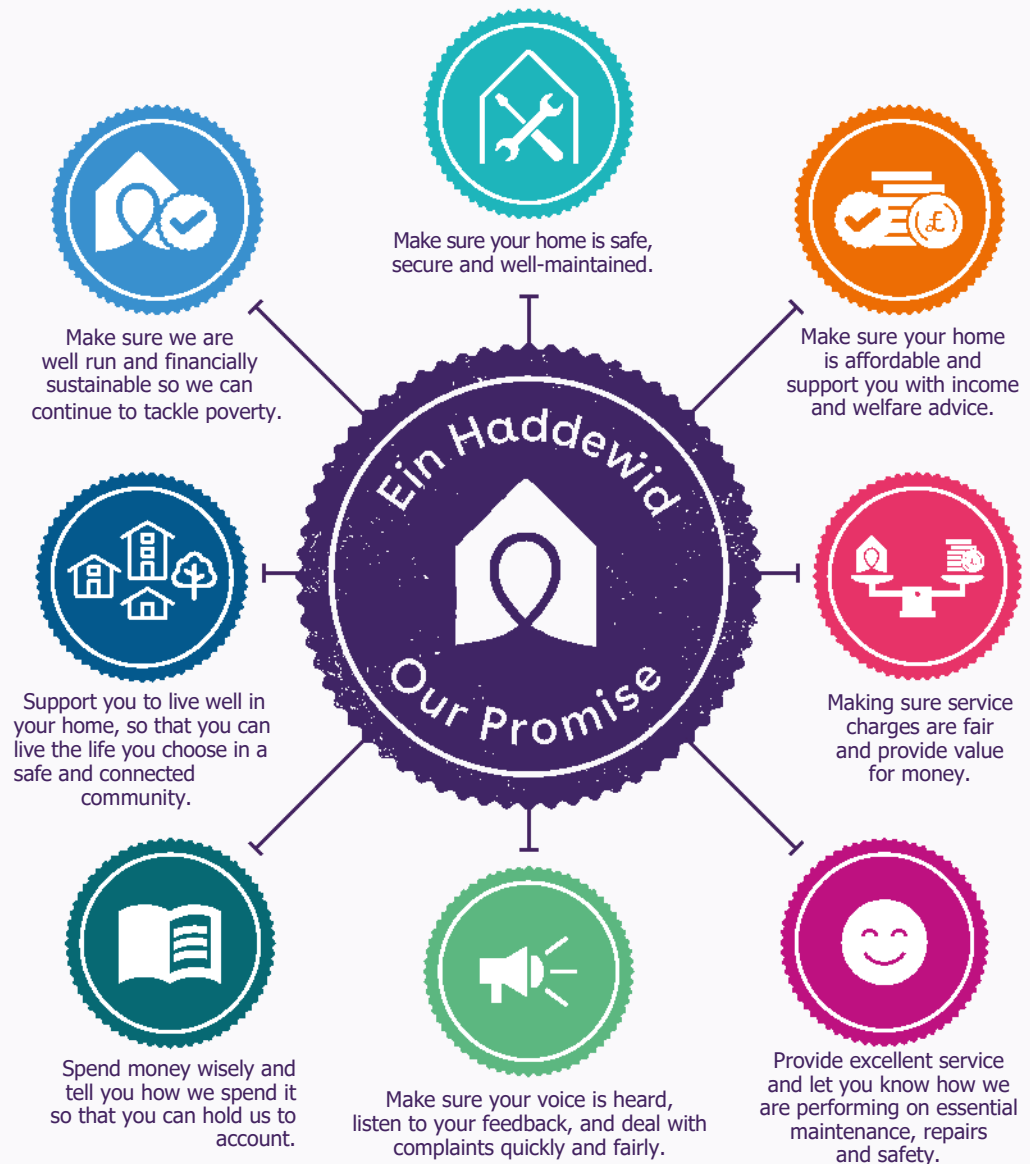 Make sure your home is safe,
secure and well-maintained.
Make sure we are
well run and financially
sustainable so we can
continue to tackle poverty.
Make sure your home
is affordable and
support you with income
and welfare advice.
Ein Haddewid
Our Promise
Support you to live well in
your home, so that you can
live the life you choose in a
safe and connected
community.
Making sure service
charges are fair
and provide value
for money.
Spend money wisely and
tell you how we spend it
so that you can hold us to
account.
Make sure your voice is heard,
listen to your feedback, and deal with
complaints quickly and fairly.
Provide excellent service
and let you know how we
are performing on essential
maintenance, repairs
and safety.
£